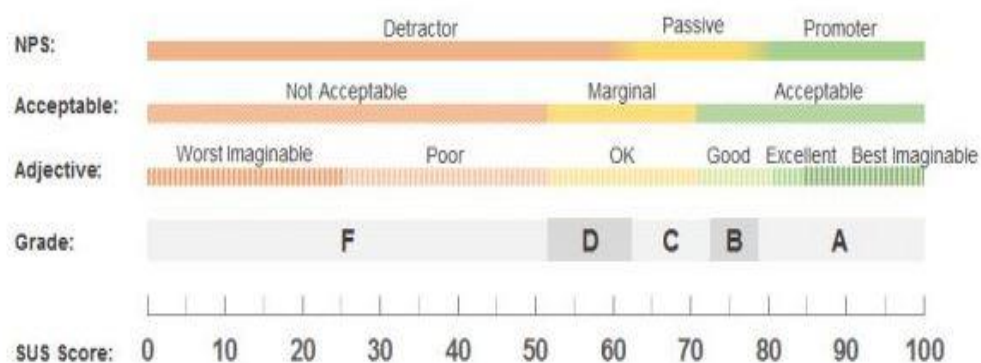 NPS: Detractor Passive Promoter
Acceptable: Not Acceptable Marginal Acceptable
Adjective: Worst Imaginable Poor OK Good Excellent Best Imaginable
Grade: F D C B A
SUS Score: 0 10 20 30 40 50 60 70 80 90 100